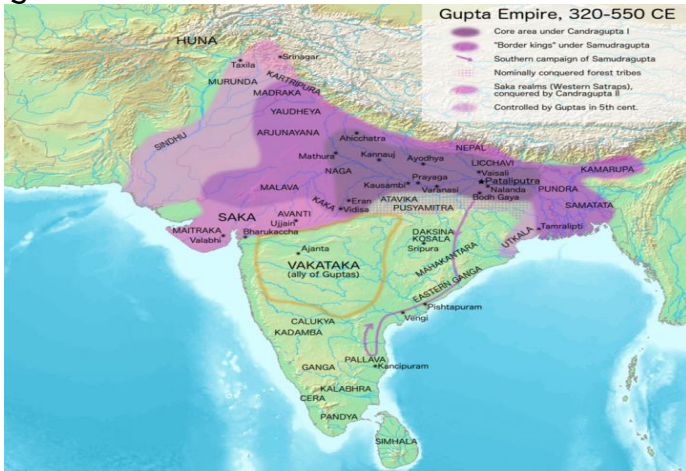 Gupta Empire, 320-550 CE
Core area under Candragupta I
"Border kings" under Samudragupta
Southern campaign of Samudragupta
Nominally conquered forest tribes
Saka realms (Western Satraps),
conquered by Candragupta II
Controlled by Guptas in 5th cent.
HUNA
Taxila
Srinagar
MURUNDA
KARTRIPURA
MADRAKA
YAUDHEYA
SINDHU
ARJUNAYANA
Ahicchatra
Mathura
Kannauj
Ayodhya
NEPAL
LICCHAVI
KAMARUPA
NAGA
Vaisali
Prayaga
Pataliputra
MALAVA
Kausambi
Varanasi
Nalanda
PUNDRA
Bodh Gaya
KAKA
Eran
ATAVIKA
SAMATATA
SAKA
AVANTI
Vidisa
PUSYAMITRA
Ujjain
MAITRAKA
Bharukaccha
DAKSINA
KOSALA
UTKALA
Tamralipti
Valabhi
Ajanta
Sripura
VAKATAKA
(ally of Guptas)
MAHAKANTARA
EASTERN GANGA
Pishtapuram
CALUKYA
Vengi
KADAMBA
PALLAVA
GANGA
Kancipuram
KALABHRA
CERA
PANDYA
SIMHALA